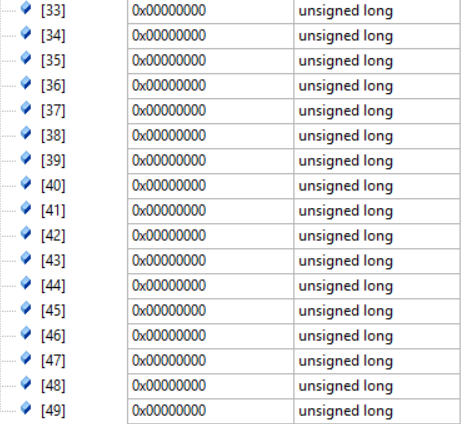 [33] 0x00000000 unsigned long
[34] 0x00000000 unsigned long
[35] 0x00000000 unsigned long
[36] 0x00000000 unsigned long
[37] 0x00000000 unsigned long
[38] 0x00000000 unsigned long
[39] 0x00000000 unsigned long
[40] 0x00000000 unsigned long
[41] 0x00000000 unsigned long
[42] 0x00000000 unsigned long
[43] 0x00000000 unsigned long
[44] 0x00000000 unsigned long
[45] 0x00000000 unsigned long
[46] 0x00000000 unsigned long
[47] 0x00000000 unsigned long
[48] 0x00000000 unsigned long
[49] 0x00000000 unsigned long